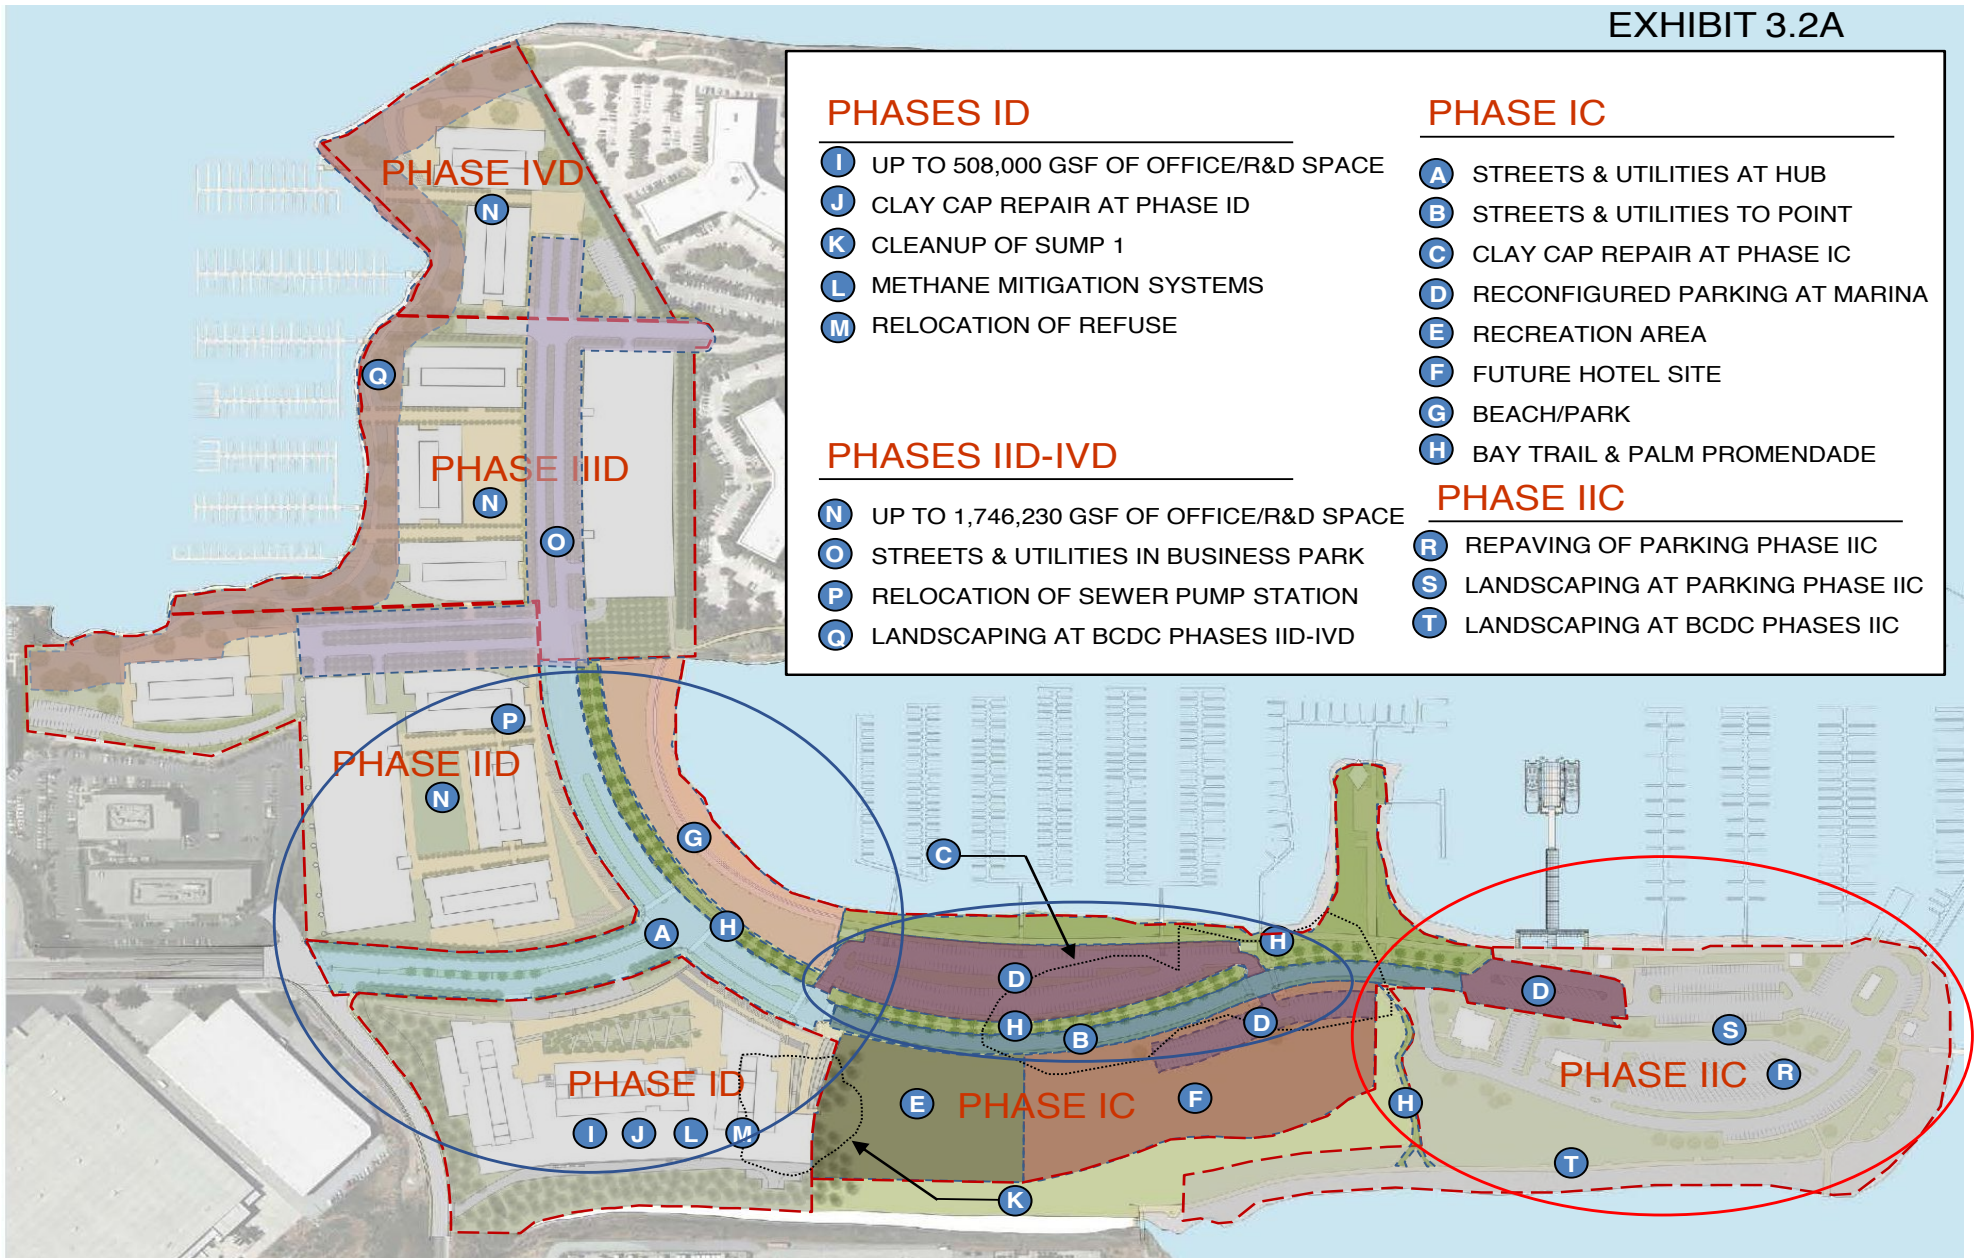 EXHIBIT 3.2A
PHASES ID
I UP TO 508,000 GSF OF OFFICE/R&D SPACE
J CLAY CAP REPAIR AT PHASE ID
K CLEANUP OF SUMP 1
L METHANE MITIGATION SYSTEMS
M RELOCATION OF REFUSE
PHASES IID-IVD
N UP TO 1,746,230 GSF OF OFFICE/R&D SPACE
O STREETS & UTILITIES IN BUSINESS PARK
P RELOCATION OF SEWER PUMP STATION
Q LANDSCAPING AT BCDC PHASES IID-IVD
PHASE IC
A STREETS & UTILITIES AT HUB
B STREETS & UTILITIES TO POINT
C CLAY CAP REPAIR AT PHASE IC
D RECONFIGURED PARKING AT MARINA
E RECREATION AREA
F FUTURE HOTEL SITE
G BEACH/PARK
H BAY TRAIL & PALM PROMENDADE
PHASE IIC
R REPAVING OF PARKING PHASE IIC
S LANDSCAPING AT PARKING PHASE IIC
T LANDSCAPING AT BCDC PHASES IIC
PHASE IVD
N
Q
PHASE IIID
N
O
P
PHASE IID
N
G
C
A
H
H
D
D
H
B
D
S
PHASE ID
E
PHASE IC
F
H
PHASE IIC
R
I J L M
T
K